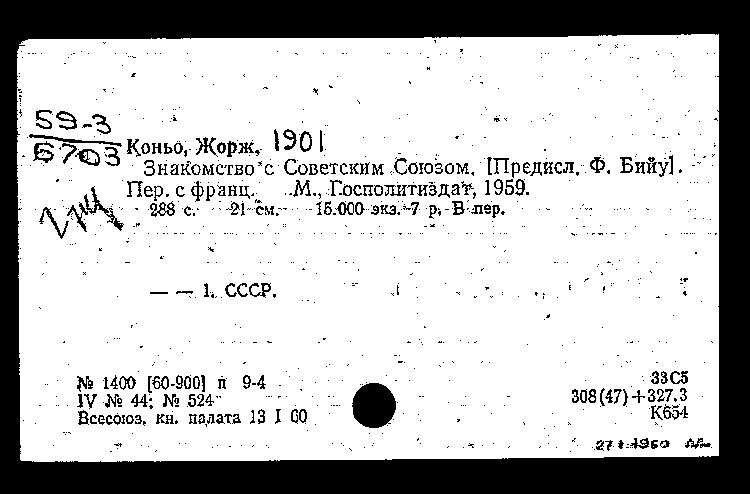 59-3
6703
Коньо, Жорж, 1901
Знакомство с Советским Союзом. [Предисл. Ф. Бийу].
Пер. с франц. М., Госполитиздат, 1959.
288 с. 21 см. 15.000 экз. 7 р. В пер.
— — 1. СССР.
№ 1400 [60-900] п 9-4
IV № 44; № 524
Всесоюз. кн. палата 13 I 60
33С5
308(47)+327.3
К654
27 I 1960